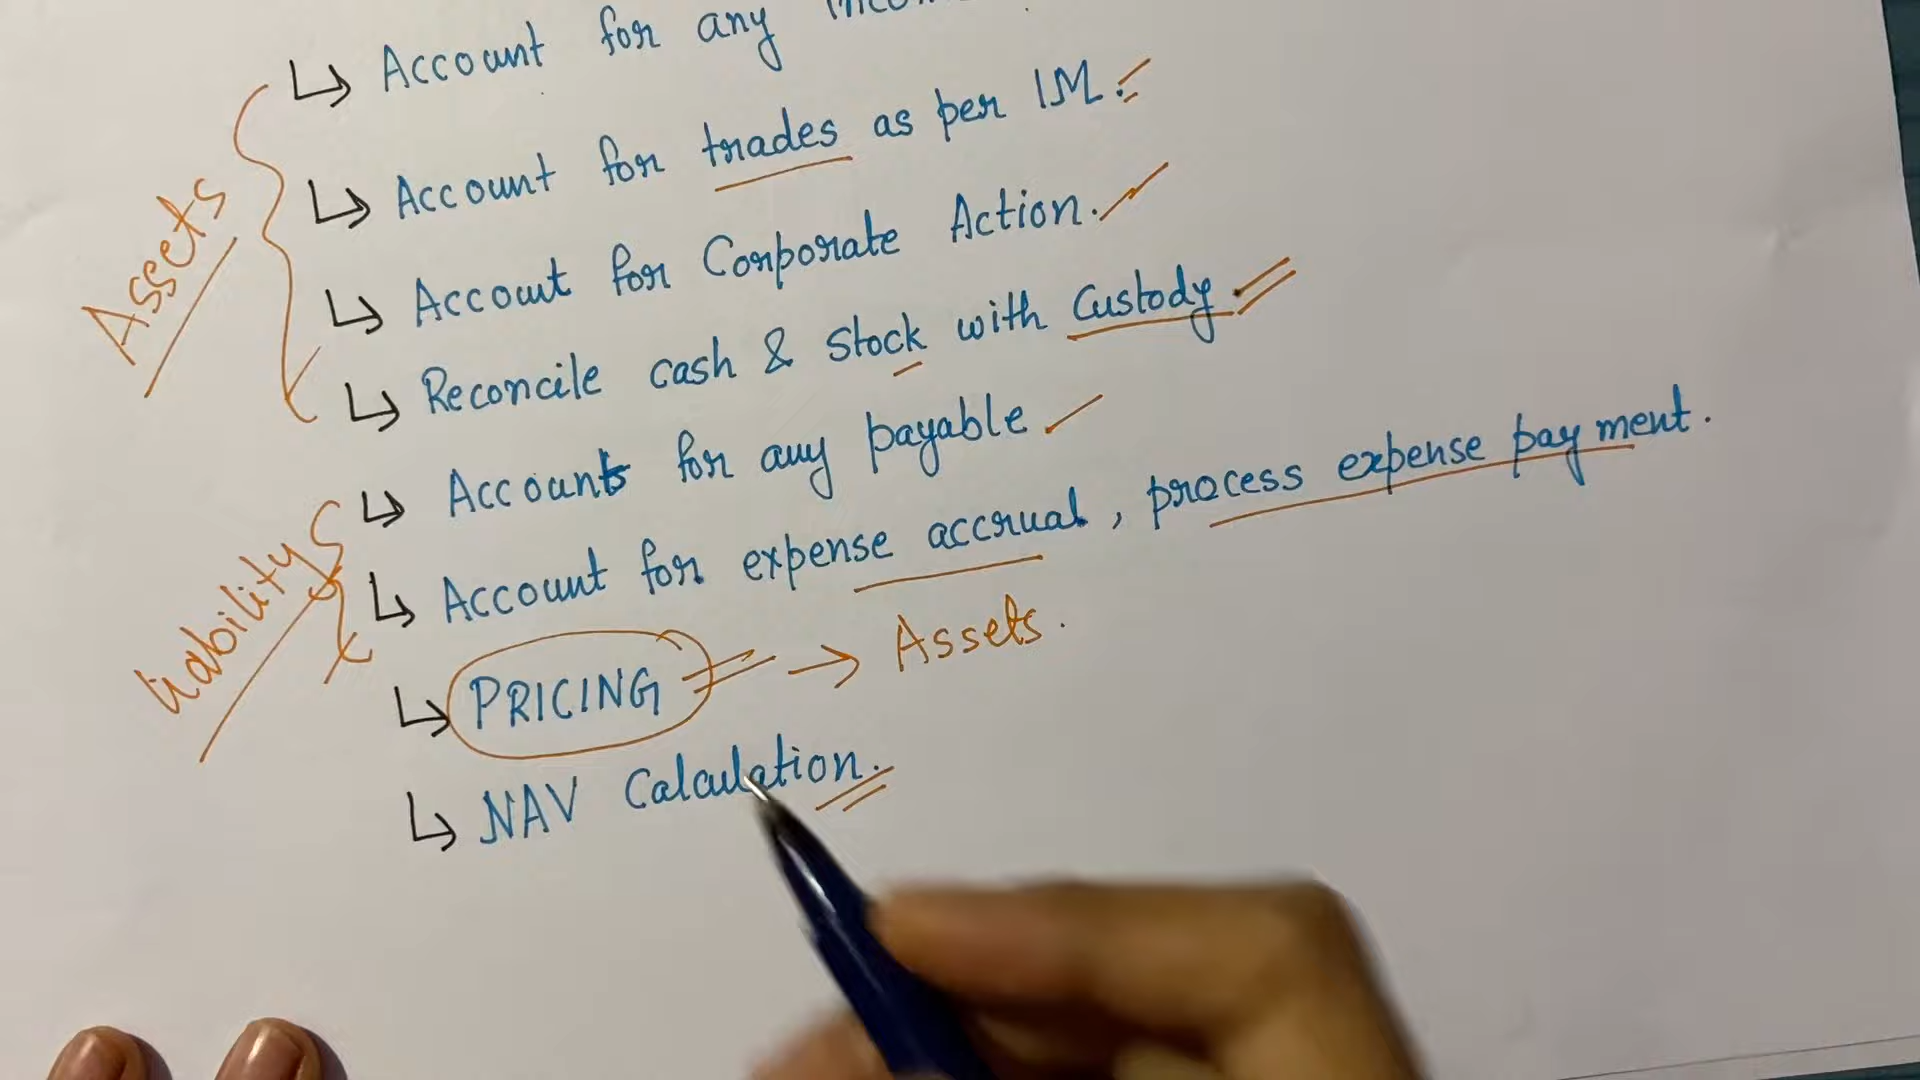 Account for any
Account for trades as per IM.
Account for Corporate Action.
Reconcile cash & Stock with Custody
Accounts for any payable
Account for expense accrual, process expense payment.
PRICING → Assets.
NAV Calculation.
Assets
liability